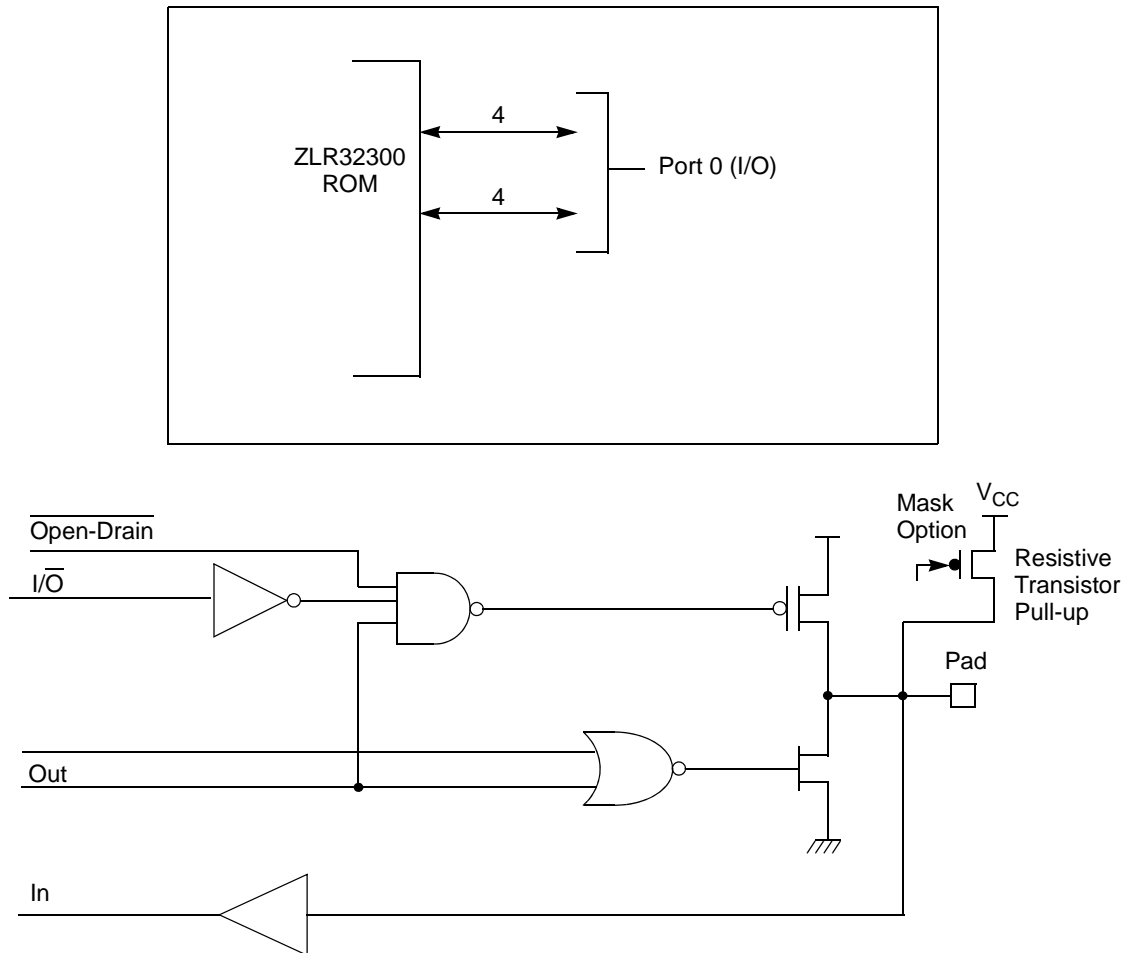 4
ZLR32300
ROM
Port 0 (I/O)
4
Open-Drain
I/O
Mask
Option
VCC
Resistive
Transistor
Pull-up
Pad
Out
In